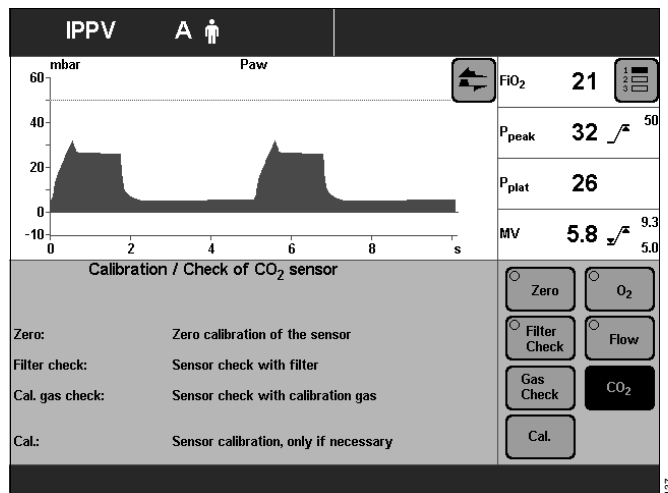 IPPV A
mbar Paw
60
40
20
0
-10
0 2 4 6 8 s
FiO2 21 1 2 3
Ppeak 32 50
Pplat 26
MV 5.8 9.3
5.0
Calibration / Check of CO2 sensor
Zero: Zero calibration of the sensor
Filter check: Sensor check with filter
Cal. gas check: Sensor check with calibration gas
Cal.: Sensor calibration, only if necessary
Zero O2
Filter
Check Flow
Gas
Check CO2
Cal.